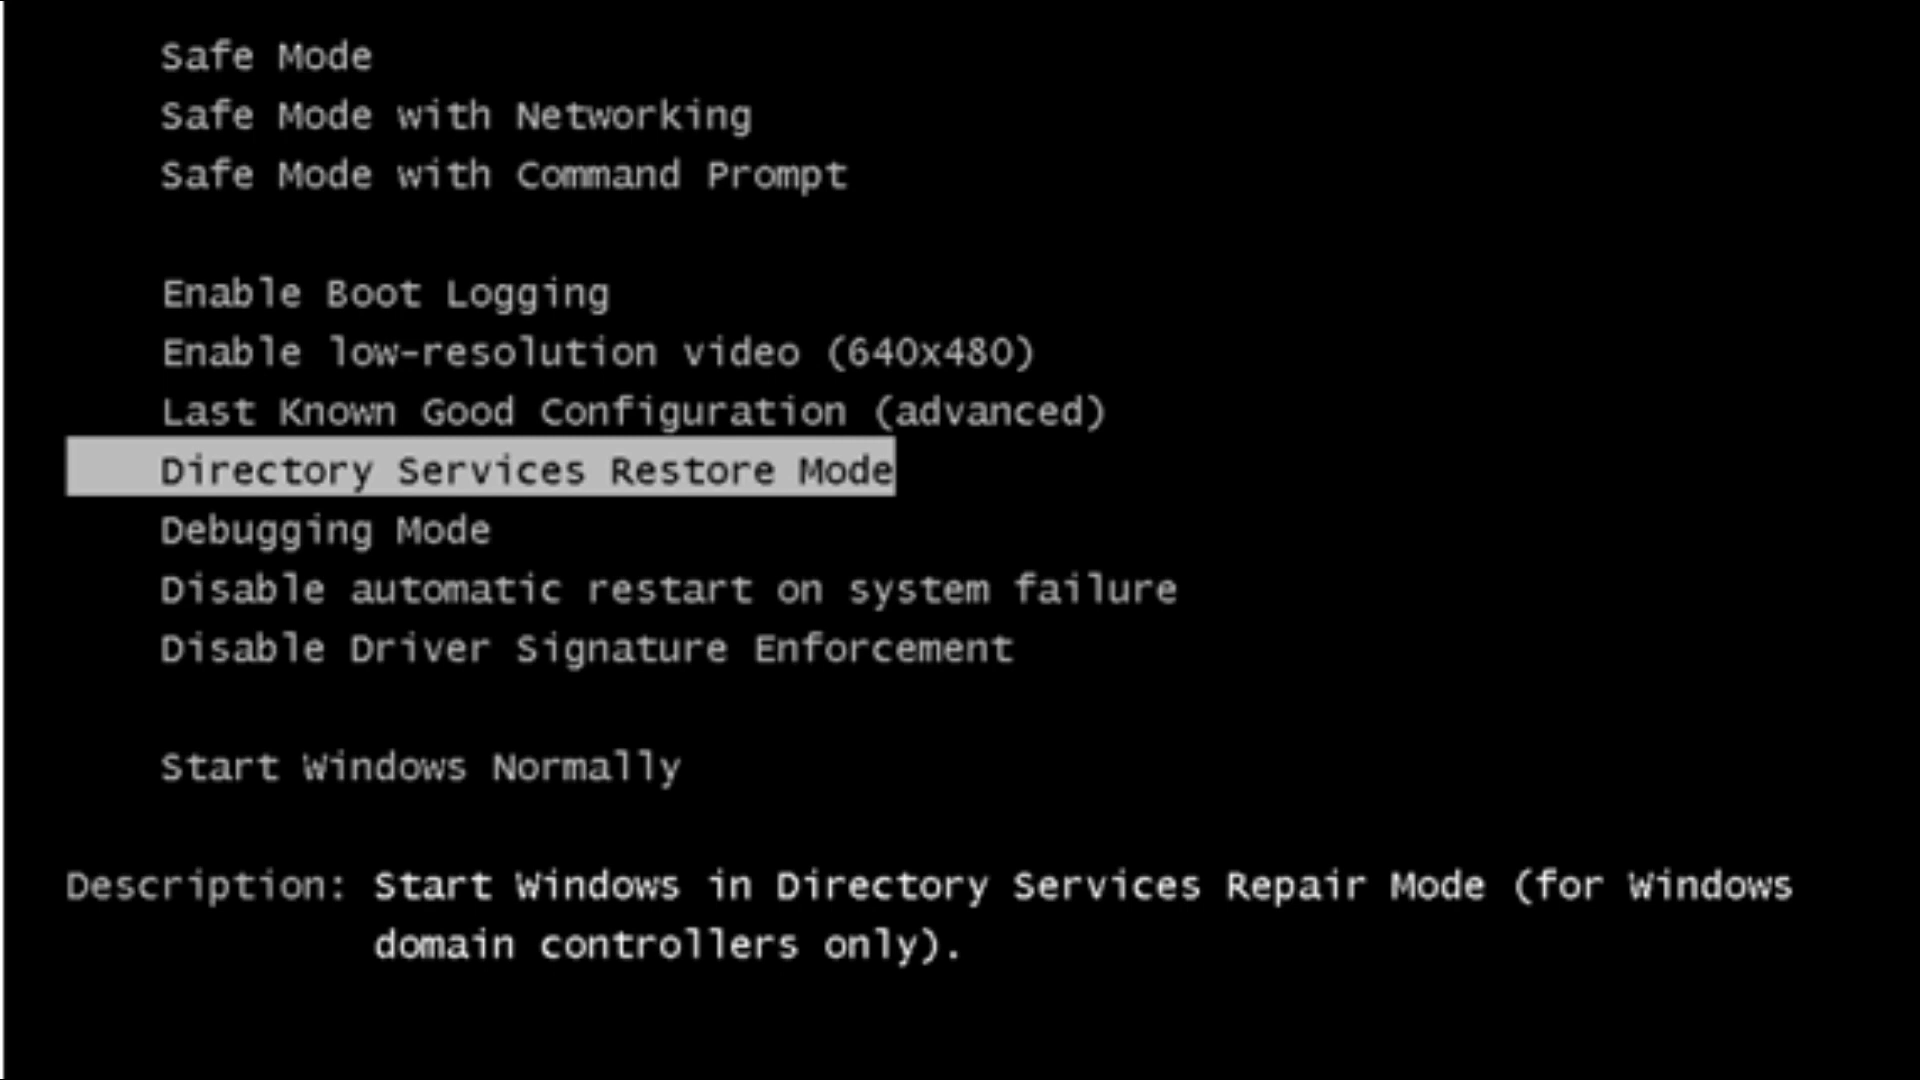 Safe Mode
Safe Mode with Networking
Safe Mode with Command Prompt
Enable Boot Logging
Enable low-resolution video (640x480)
Last Known Good Configuration (advanced)
Directory Services Restore Mode
Debugging Mode
Disable automatic restart on system failure
Disable Driver Signature Enforcement
Start Windows Normally
Description: Start Windows in Directory Services Repair Mode (for Windows
domain controllers only).